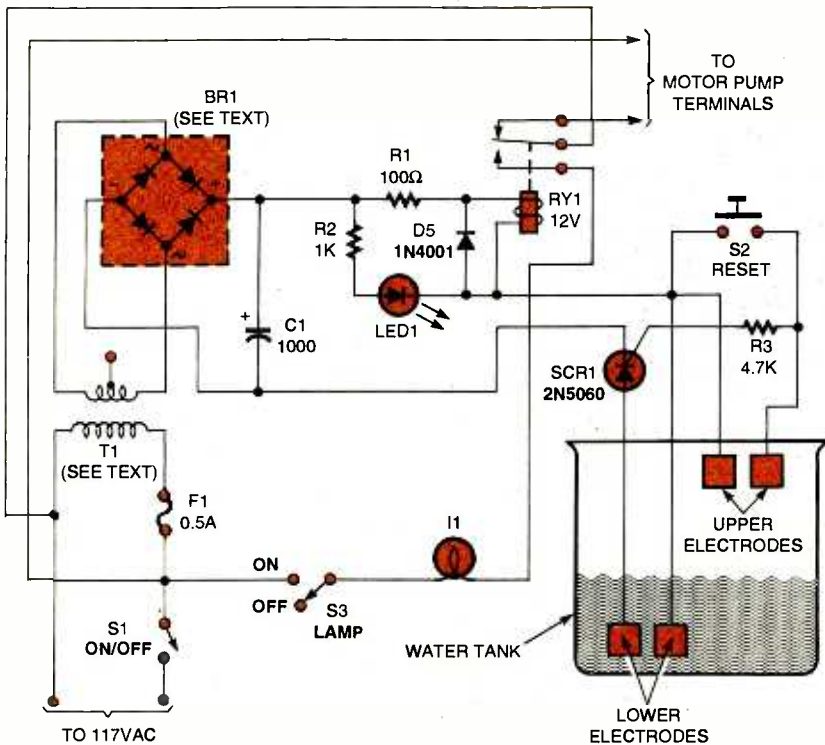 TO
MOTOR PUMP
TERMINALS
BR1
(SEE TEXT)
~
-
+
~
R1
100Ω
R2
1K
D5
1N4001
RY1
12V
S2
RESET
LED1
+
C1
1000
SCR1
2N5060
R3
4.7K
T1
(SEE TEXT)
F1
0.5A
I1
UPPER
ELECTRODES
ON
OFF
S3
LAMP
S1
ON/OFF
WATER TANK
TO 117VAC
LOWER
ELECTRODES